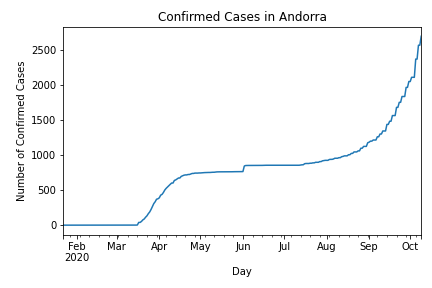 Confirmed Cases in Andorra
Number of Confirmed Cases
2500
2000
1500
1000
500
0
Feb Mar Apr May Jun Jul Aug Sep Oct
2020
Day